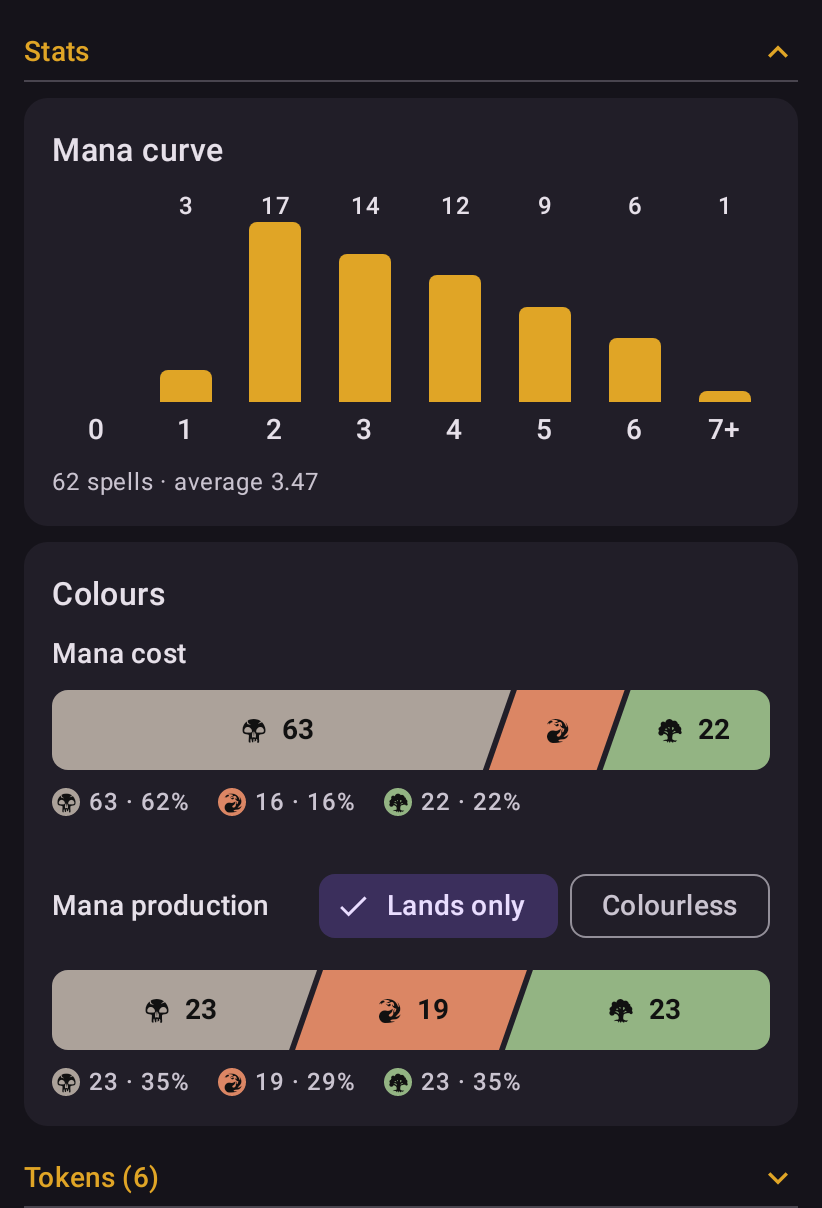 Stats
Mana curve
3 17 14 12 9 6 1
0 1 2 3 4 5 6 7+
62 spells · average 3.47
Colours
Mana cost
63 22
63 · 62% 16 · 16% 22 · 22%
Mana production Lands only Colourless
23 19 23
23 · 35% 19 · 29% 23 · 35%
Tokens (6)